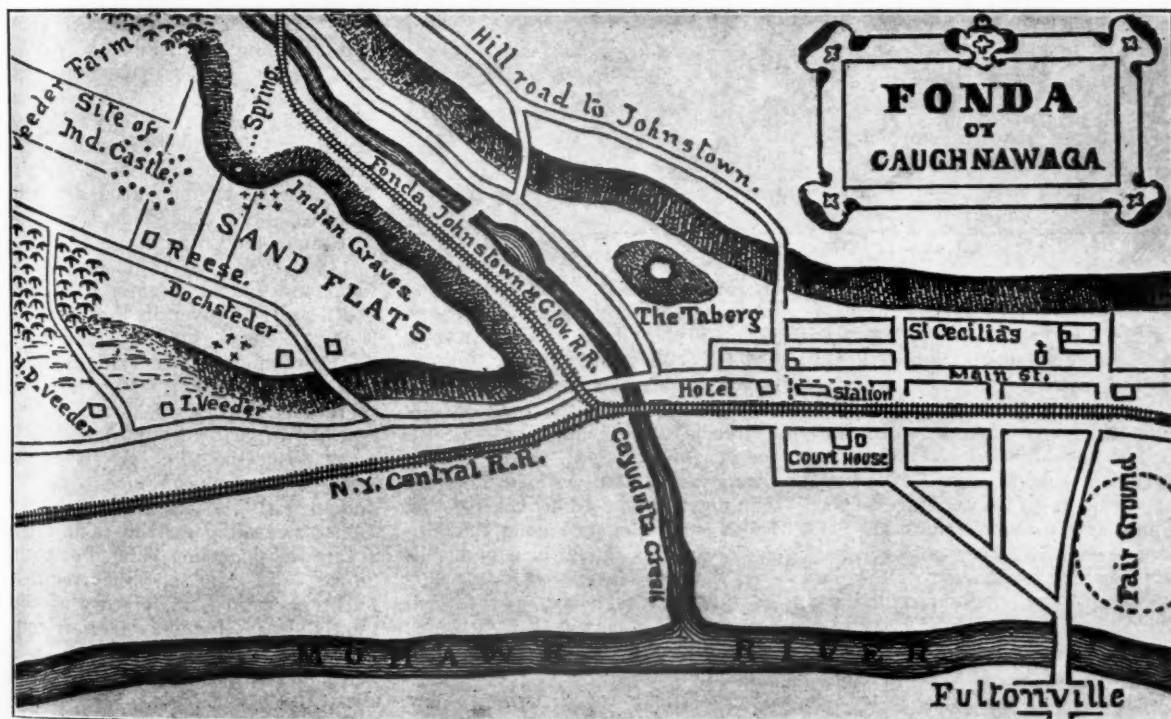 FONDA
OY
CAUGHNAWAGA
Hill road to Johnstown.
Veeder Farm
Site of
Ind. Castle
Spring.
Indian Graves.
Fonda, Johnstown & Glov. R.R.
SAND FLATS
Reese.
Dochsteder
H.D. Veeder
I. Veeder
The Taberg
St Cecilia's
Main St.
Hotel
Station
Court House
N.Y. Central R.R.
Cayudutta Creek
Fair Ground
MOHAWK RIVER
Fultonville